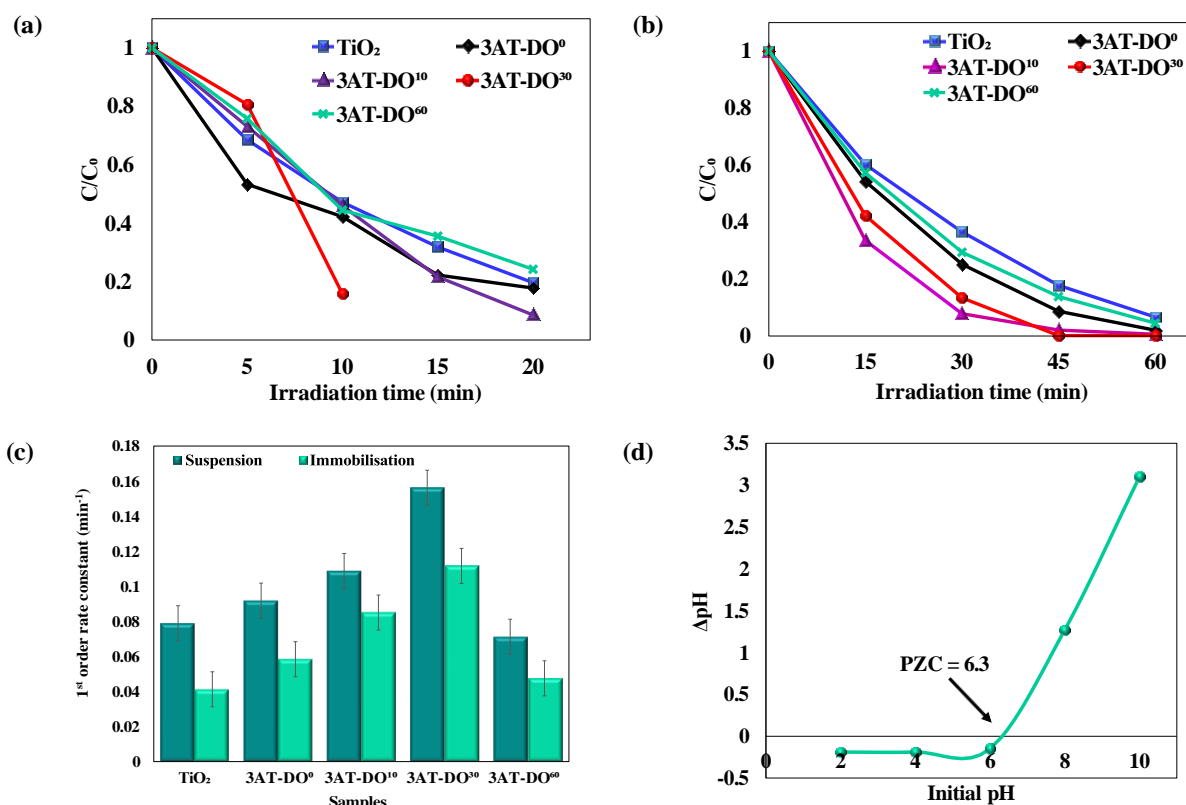 (a)
TiO₂
3AT-DO⁰
3AT-DO¹⁰
3AT-DO³⁰
3AT-DO⁶⁰
1
0.8
0.6
0.4
0.2
0
C/C₀
0 5 10 15 20
Irradiation time (min)
(b)
TiO₂
3AT-DO⁰
3AT-DO¹⁰
3AT-DO³⁰
3AT-DO⁶⁰
1
0.8
0.6
0.4
0.2
0
C/C₀
0 15 30 45 60
Irradiation time (min)
(c)
Suspension Immobilisation
0.18
0.16
0.14
0.12
0.1
0.08
0.06
0.04
0.02
0
1ˢᵗ order rate constant (min⁻¹)
TiO₂ 3AT-DO⁰ 3AT-DO¹⁰ 3AT-DO³⁰ 3AT-DO⁶⁰
Samples
(d)
3.5
3
2.5
2
1.5
1
0.5
0
-0.5
ΔpH
PZC = 6.3
0 2 4 6 8 10
Initial pH